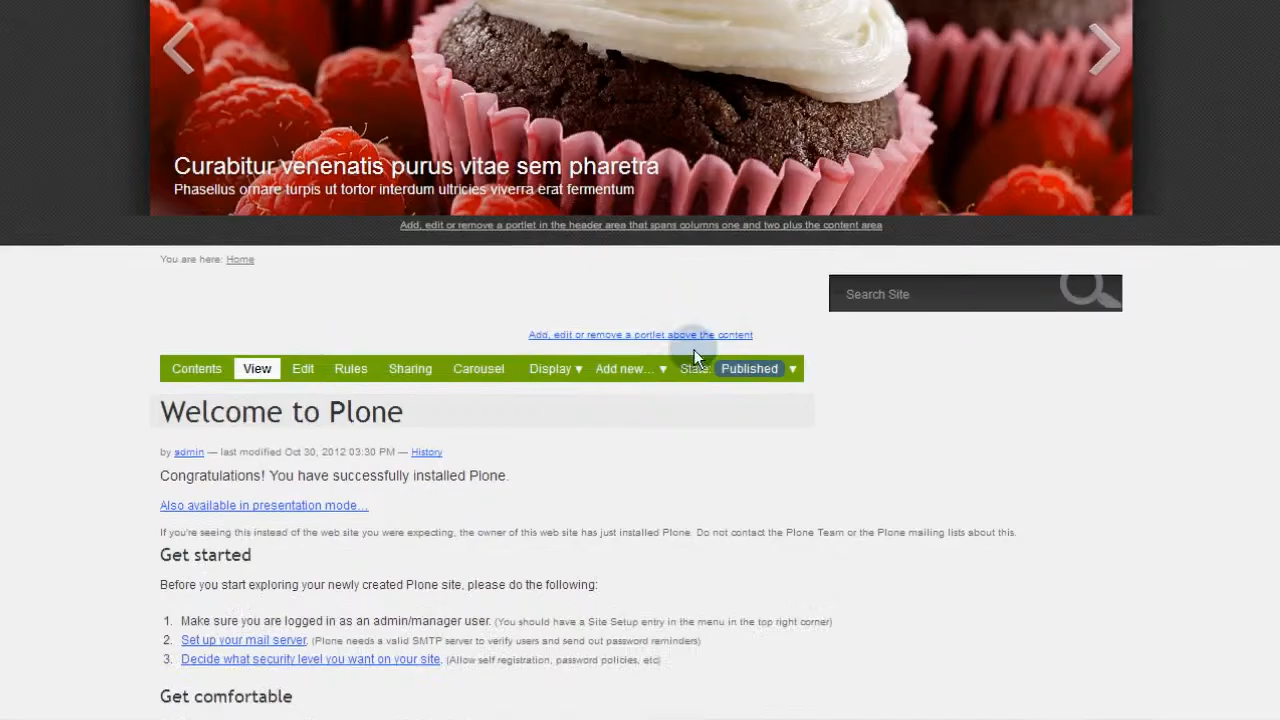 Curabitur venenatis purus vitae sem pharetra
Phasellus ornare turpis ut tortor interdum ultricies viverra erat fermentum
Add, edit or remove a portlet in the header area that spans columns one and two plus the content area
You are here: Home
Search Site
Add, edit or remove a portlet above the content
Contents View Edit Rules Sharing Carousel Display ▼ Add new… ▼ State: Published ▼
Welcome to Plone
by admin — last modified Oct 30, 2012 03:30 PM — History
Congratulations! You have successfully installed Plone.
Also available in presentation mode…
If you're seeing this instead of the web site you were expecting, the owner of this web site has just installed Plone. Do not contact the Plone Team or the Plone mailing lists about this.
Get started
Before you start exploring your newly created Plone site, please do the following:
1. Make sure you are logged in as an admin/manager user. (You should have a Site Setup entry in the menu in the top right corner)
2. Set up your mail server. (Plone needs a valid SMTP server to verify users and send out password reminders)
3. Decide what security level you want on your site. (Allow self registration, password policies, etc)
Get comfortable